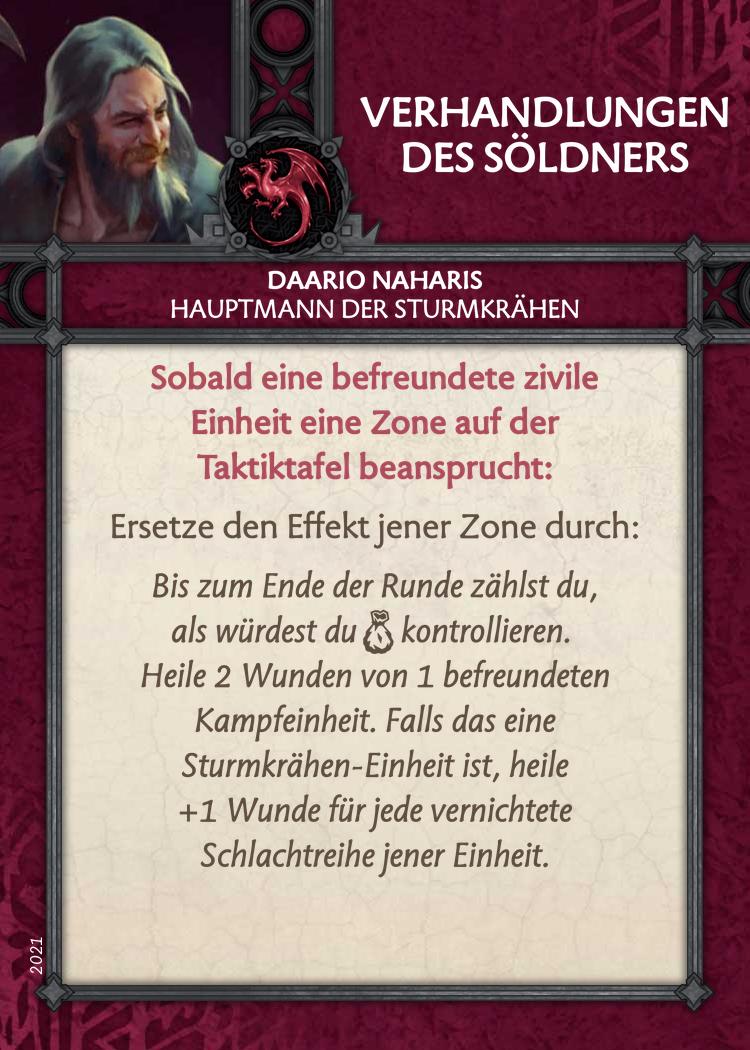 VERHANDLUNGEN
DES SÖLDNERS
DAARIO NAHARIS
HAUPTMANN DER STURMKRÄHEN
Sobald eine befreundete zivile
Einheit eine Zone auf der
Taktiktafel beansprucht:
Ersetze den Effekt jener Zone durch:
Bis zum Ende der Runde zählst du,
als würdest du kontrollieren.
Heile 2 Wunden von 1 befreundeten
Kampfeinheit. Falls das eine
Sturmkrähen-Einheit ist, heile
+1 Wunde für jede vernichtete
Schlachtreihe jener Einheit.
2021